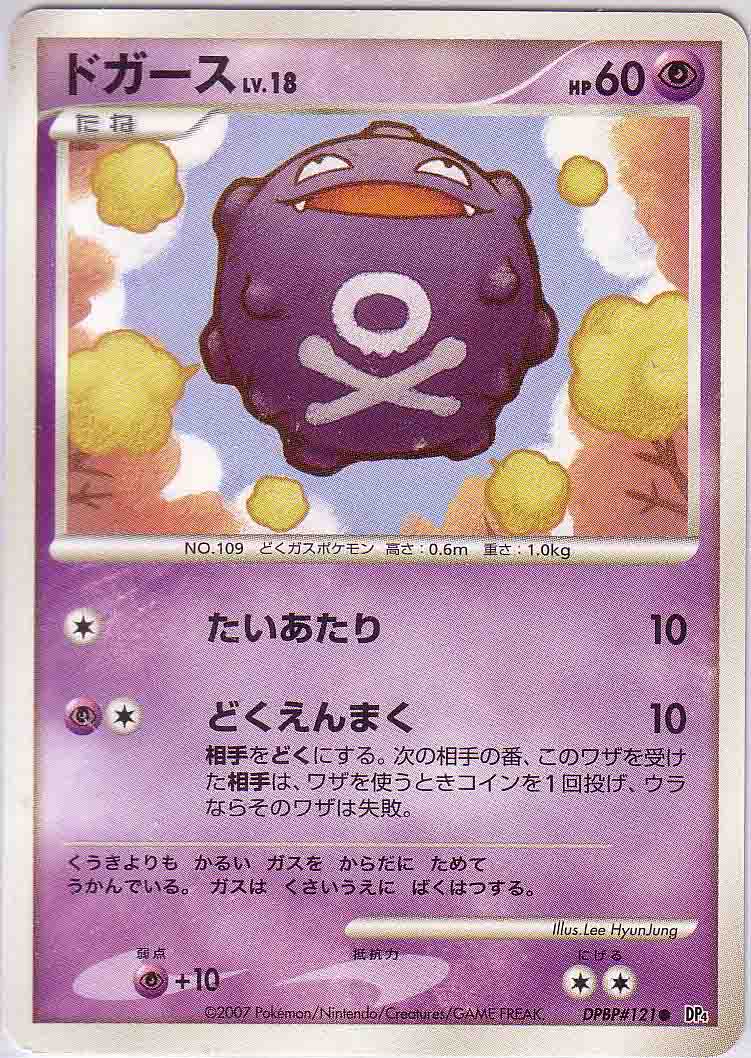 ドガース LV.18 HP60
たね
NO.109 どくガスポケモン 高さ:0.6m 重さ:1.0kg
たいあたり 10
どくえんまく 10
相手をどくにする。次の相手の番、このワザを受け
た相手は、ワザを使うときコインを1回投げ、ウラ
ならそのワザは失敗。
くうきよりも かるい ガスを からだに ためて
うかんでいる。 ガスは くさいうえに ばくはつする。
Illus.Lee HyunJung
弱点 抵抗力 にげる
+10
©2007 Pokémon/Nintendo/Creatures/GAME FREAK. DPBP#121 DP4